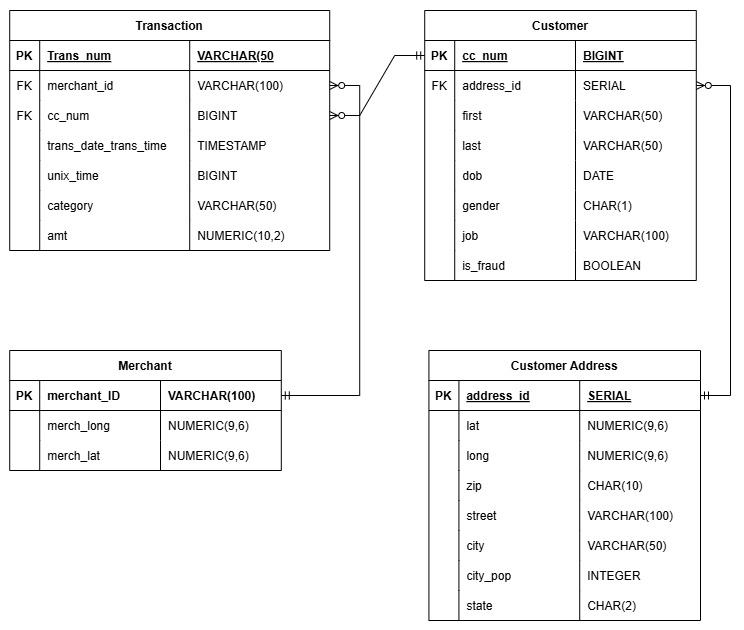 Transaction
PK Trans_num VARCHAR(50
FK merchant_id VARCHAR(100)
FK cc_num BIGINT
trans_date_trans_time TIMESTAMP
unix_time BIGINT
category VARCHAR(50)
amt NUMERIC(10,2)
Customer
PK cc_num BIGINT
FK address_id SERIAL
first VARCHAR(50)
last VARCHAR(50)
dob DATE
gender CHAR(1)
job VARCHAR(100)
is_fraud BOOLEAN
Merchant
PK merchant_ID VARCHAR(100)
merch_long NUMERIC(9,6)
merch_lat NUMERIC(9,6)
Customer Address
PK address_id SERIAL
lat NUMERIC(9,6)
long NUMERIC(9,6)
zip CHAR(10)
street VARCHAR(100)
city VARCHAR(50)
city_pop INTEGER
state CHAR(2)